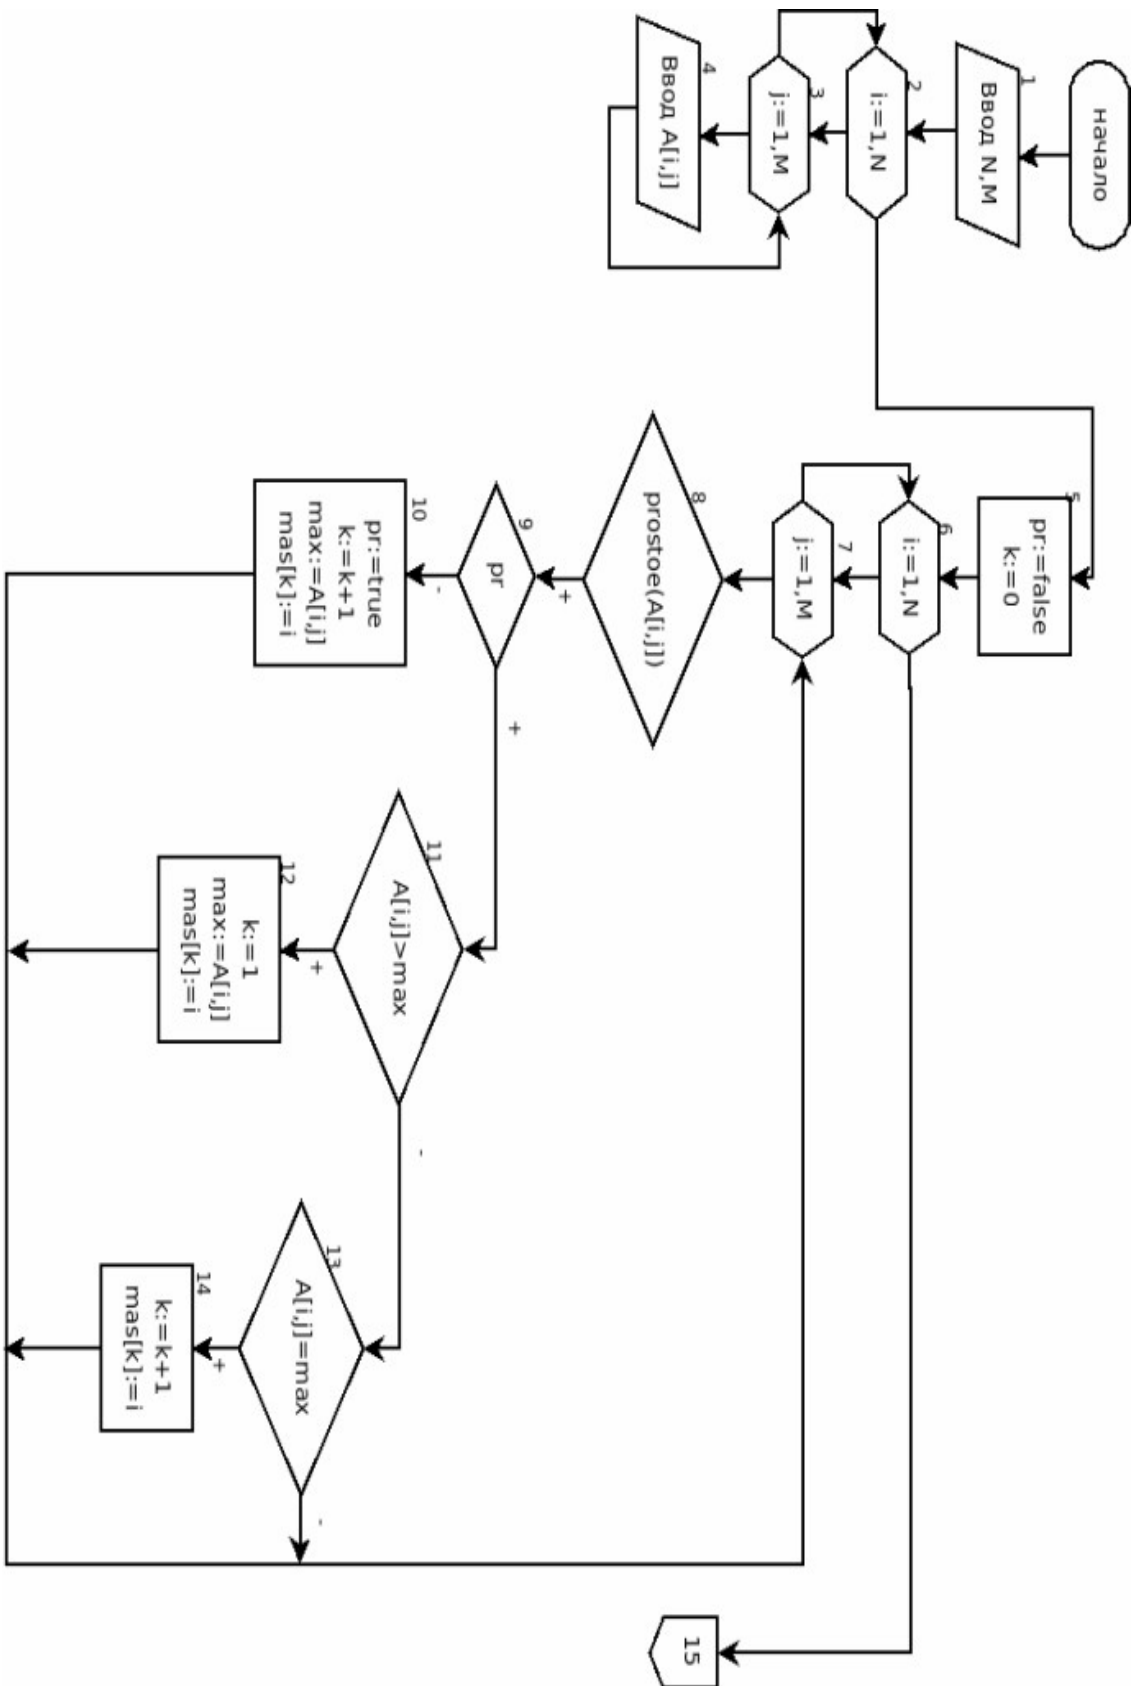 начало
1
Ввод N,M
2
i:=1,N
3
j:=1,M
4
Ввод A[i,j]
5
pr:=false
k:=0
6
i:=1,N
7
j:=1,M
8
prostoe(A[i,j])
+
9
pr
-
+
10
pr:=true
k:=k+1
max:=A[i,j]
mas[k]:=i
11
A[i,j]>max
+
-
12
k:=1
max:=A[i,j]
mas[k]:=i
13
A[i,j]=max
+
-
14
k:=k+1
mas[k]:=i
15